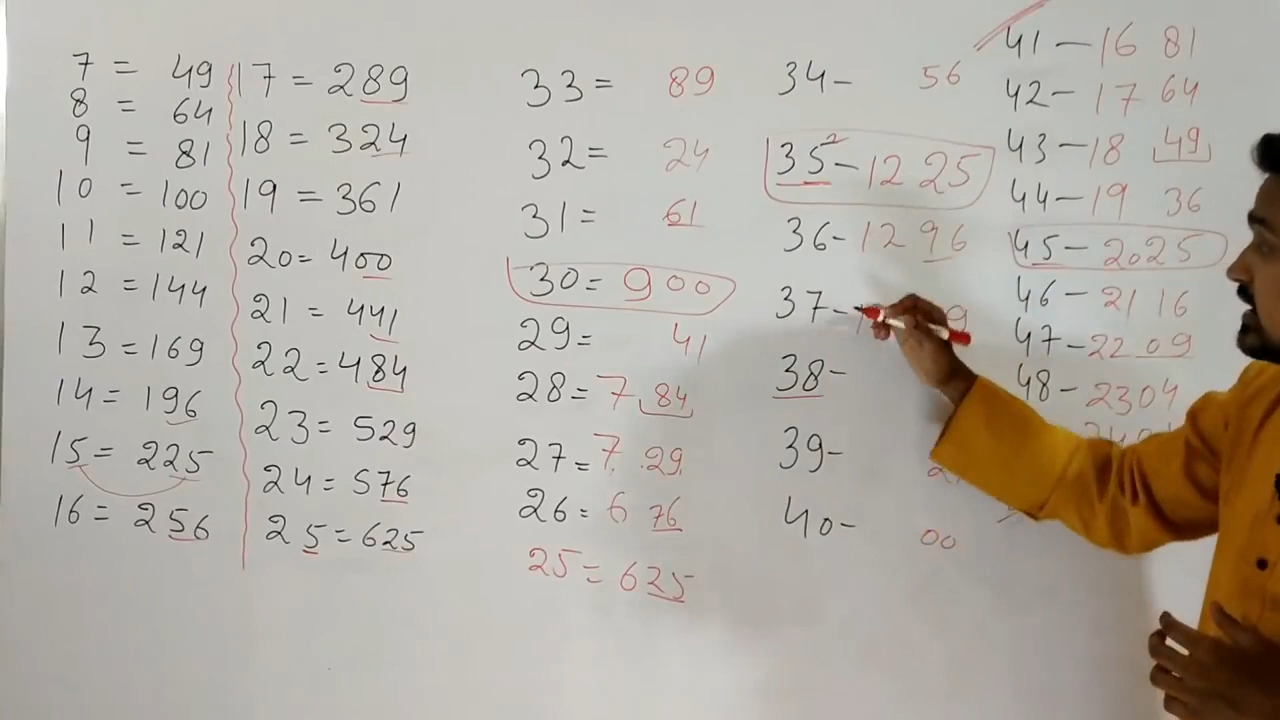 7 = 49
8 = 64
9 = 81
10 = 100
11 = 121
12 = 144
13 = 169
14 = 196
15 = 225
16 = 256
17 = 289
18 = 324
19 = 361
20 = 400
21 = 441
22 = 484
23 = 529
24 = 576
25 = 625
33 = 89
32 = 24
31 = 61
30 = 900
29 = 41
28 = 7 84
27 = 7 29
26 = 6 76
25 = 625
34 - 56
35² - 12 25
36 - 12 96
37 - 1 9
38 -
39 -
40 - 00
41 - 16 81
42 - 17 64
43 - 18 49
44 - 19 36
45 - 2025
46 - 21 16
47 - 22 09
48 - 2304